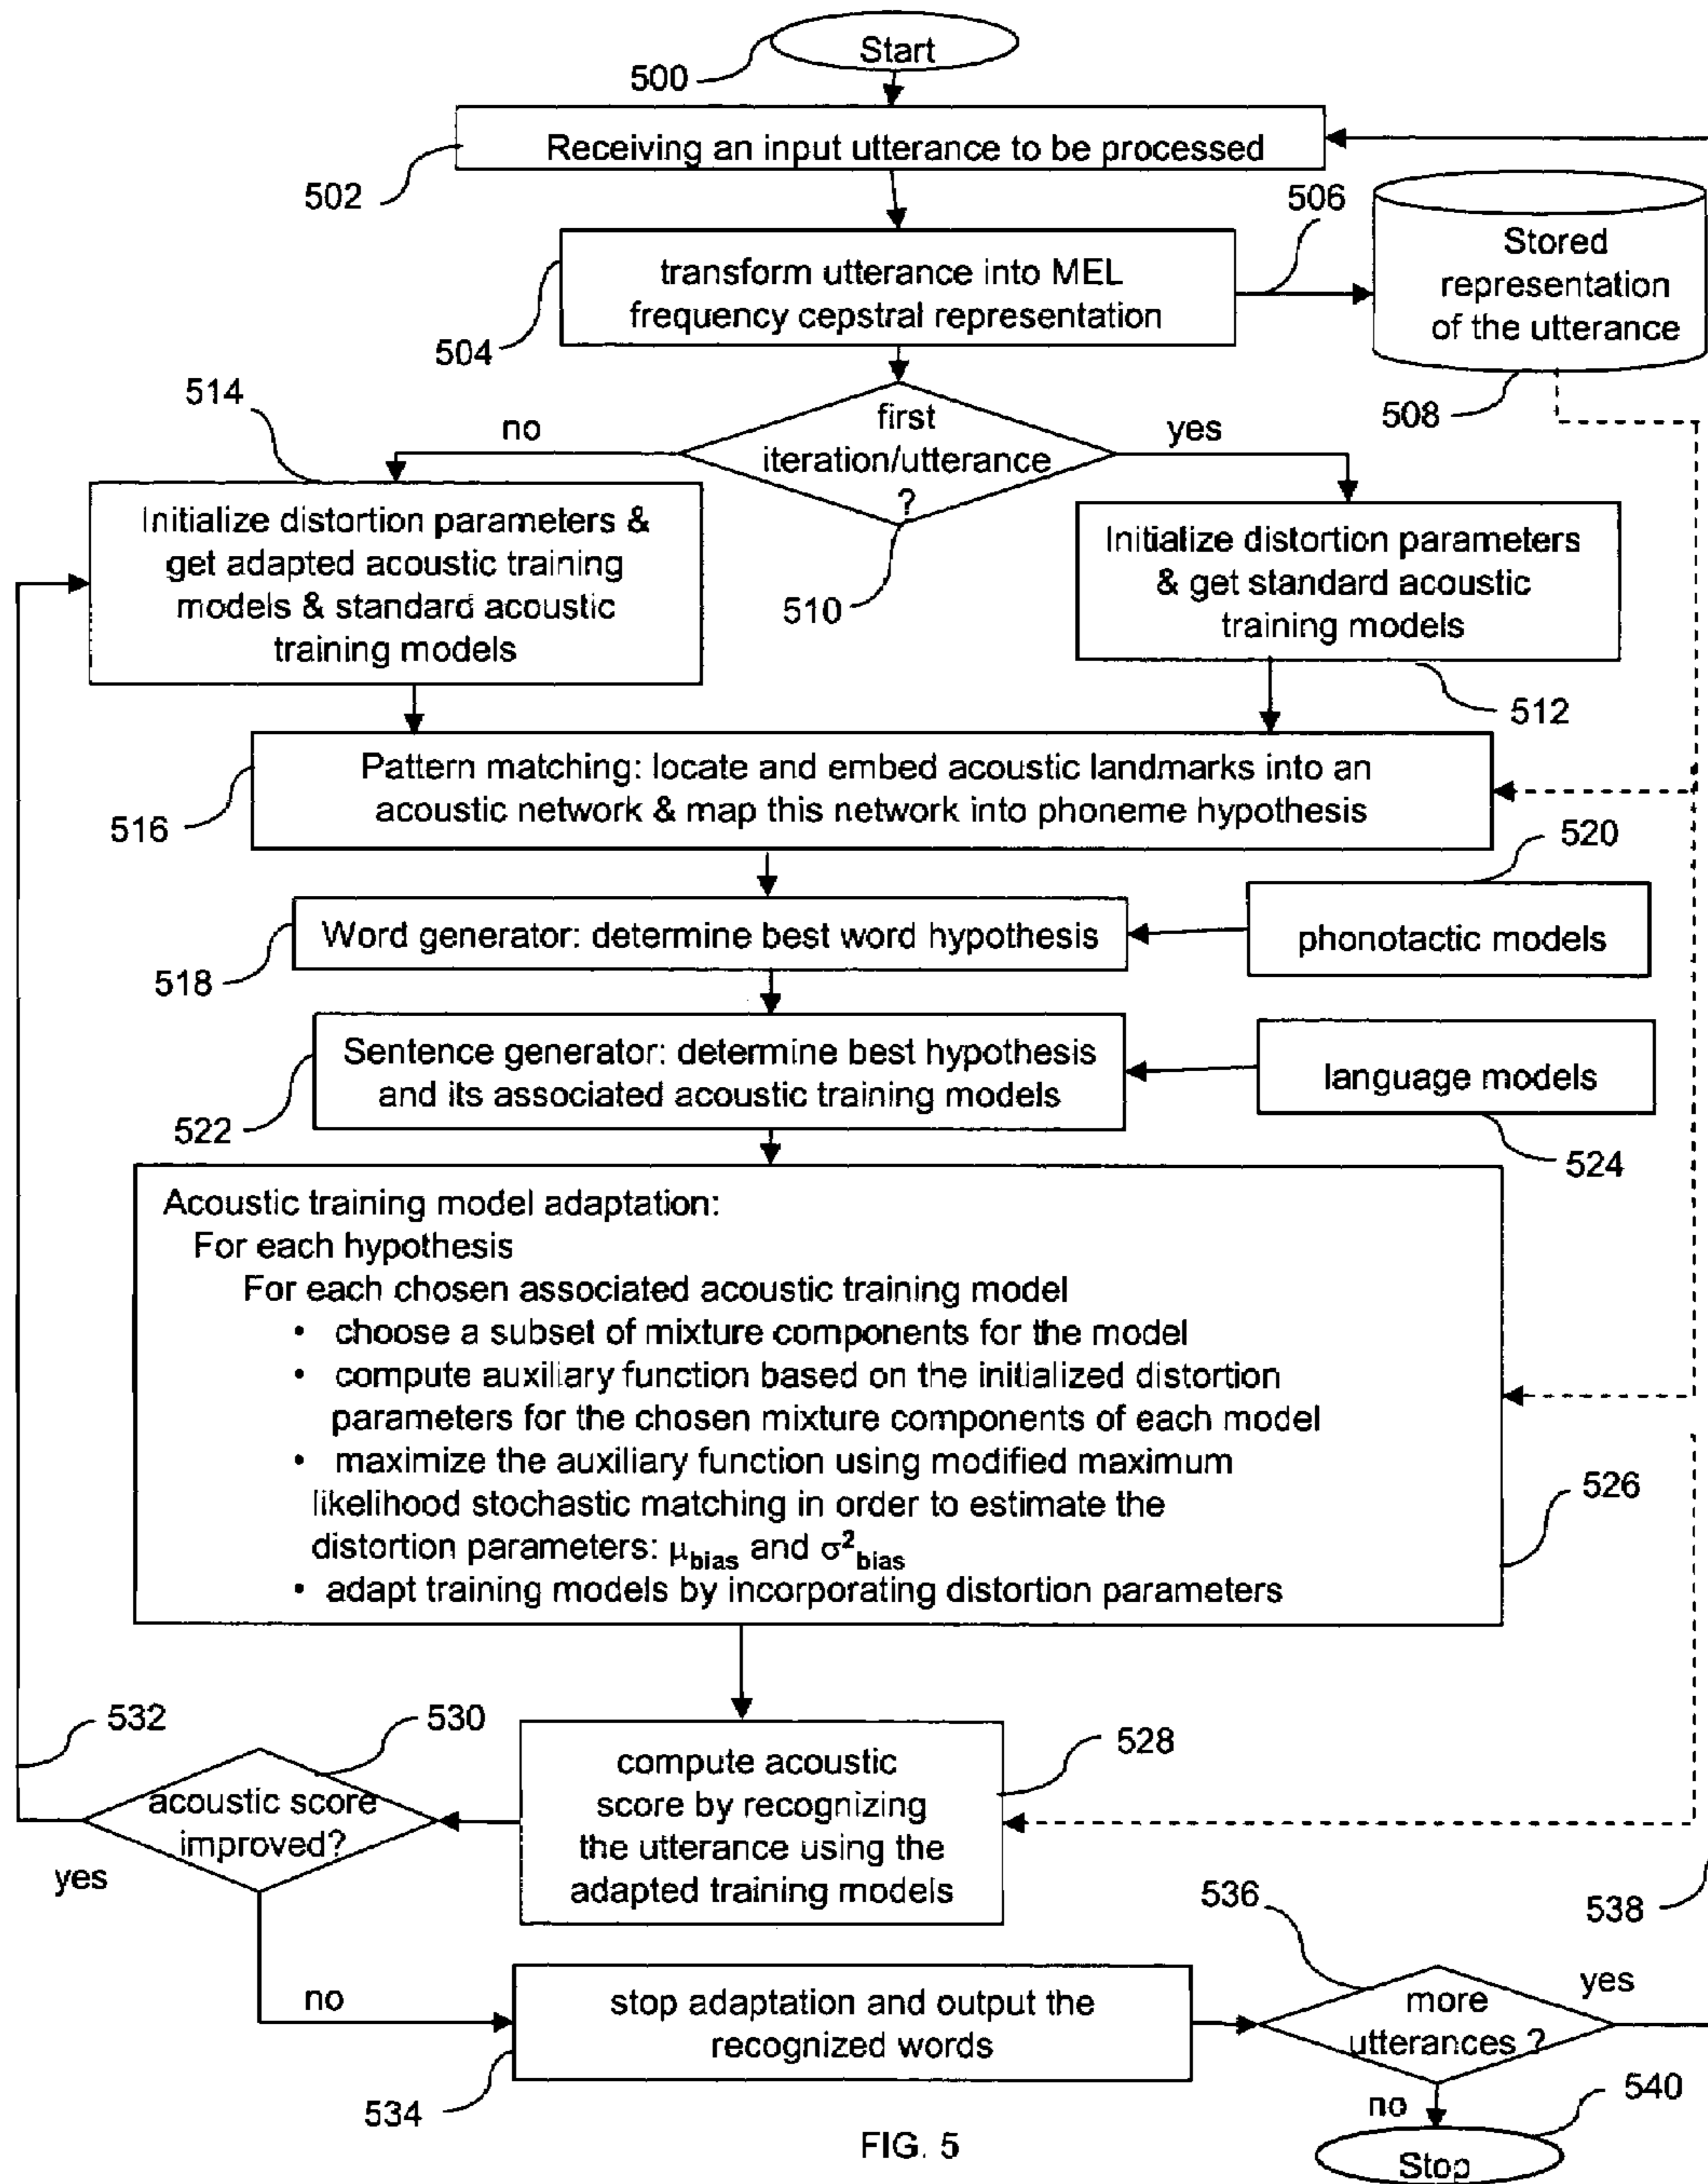 Start
500
Receiving an input utterance to be processed
502
506
transform utterance into MEL
frequency cepstral representation
504
Stored
representation
of the utterance
508
514
no
first
iteration/utterance
?
yes
510
Initialize distortion parameters &
get adapted acoustic training
models & standard acoustic
training models
Initialize distortion parameters
& get standard acoustic
training models
512
Pattern matching: locate and embed acoustic landmarks into an
acoustic network & map this network into phoneme hypothesis
516
520
Word generator: determine best word hypothesis
phonotactic models
518
Sentence generator: determine best hypothesis
and its associated acoustic training models
522
language models
524
Acoustic training model adaptation:
For each hypothesis
For each chosen associated acoustic training model
• choose a subset of mixture components for the model
• compute auxiliary function based on the initialized distortion
parameters for the chosen mixture components of each model
• maximize the auxiliary function using modified maximum
likelihood stochastic matching in order to estimate the
distortion parameters: μbias and σ²bias
• adapt training models by incorporating distortion parameters
526
532
530
acoustic score
improved?
yes
compute acoustic
score by recognizing
the utterance using the
adapted training models
528
536
538
no
stop adaptation and output the
recognized words
534
more
utterances ?
yes
no
540
Stop
FIG. 5